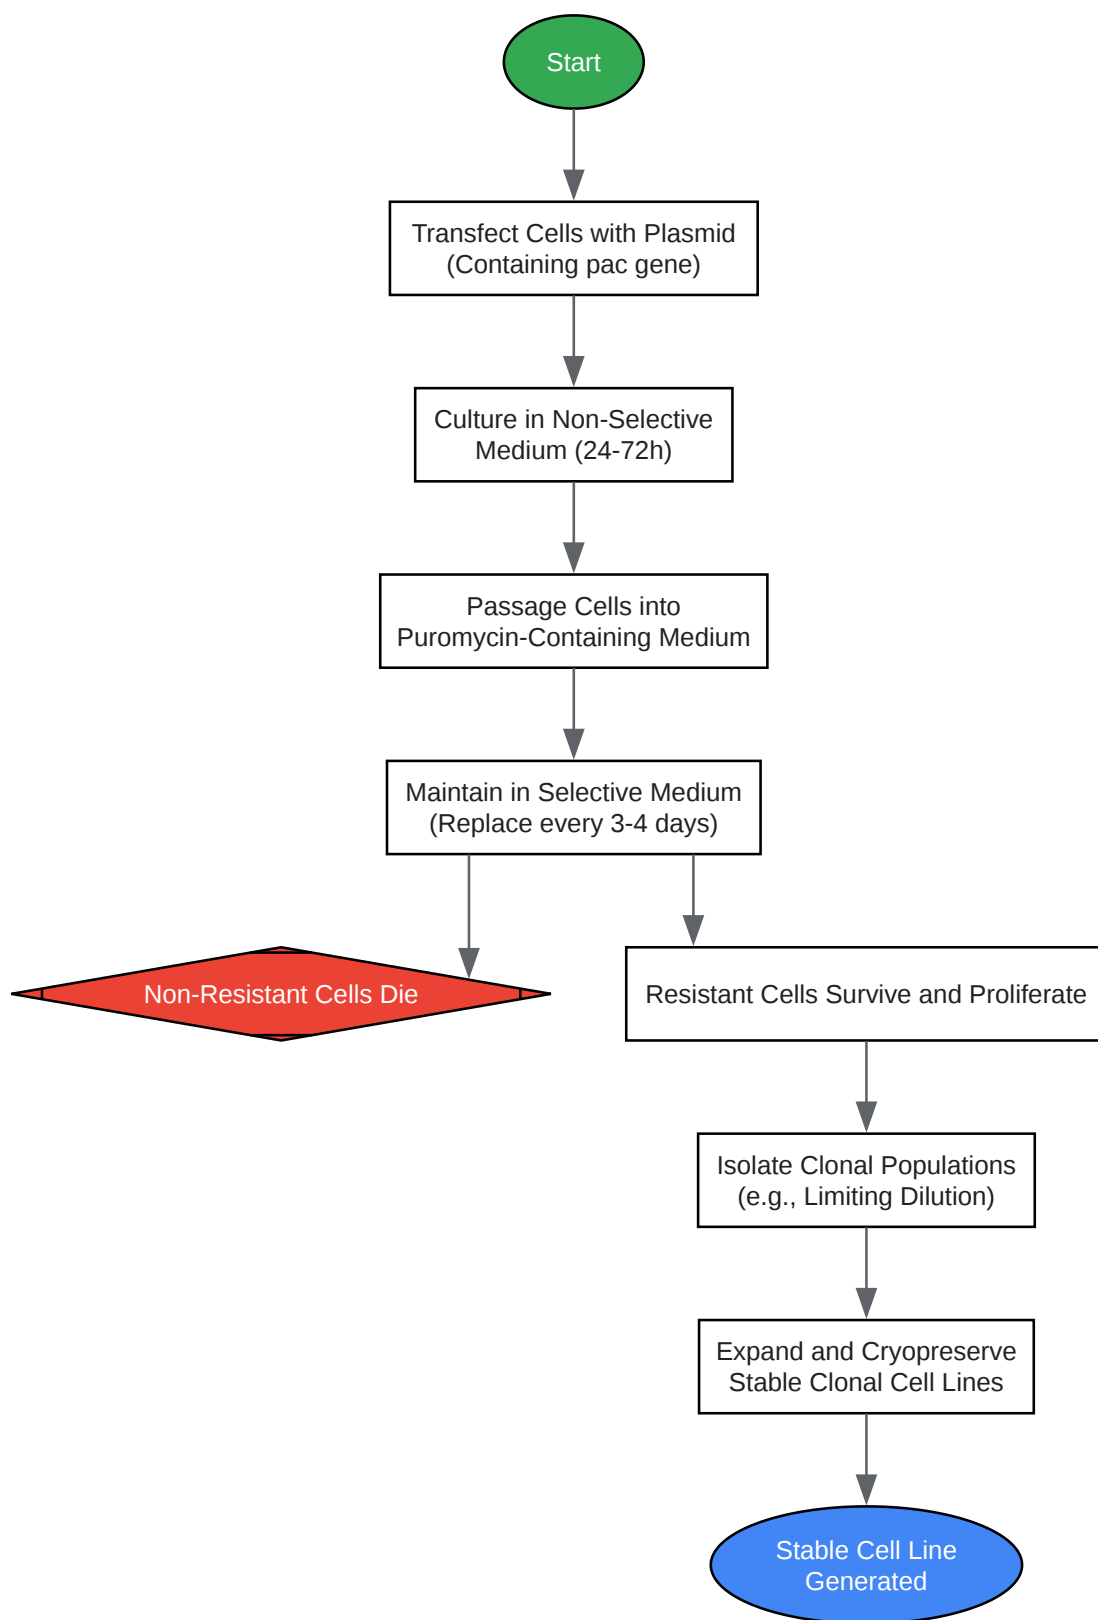 Start
Transfect Cells with Plasmid
(Containing pac gene)
Culture in Non-Selective
Medium (24-72h)
Passage Cells into
Puromycin-Containing Medium
Maintain in Selective Medium
(Replace every 3-4 days)
Non-Resistant Cells Die
Resistant Cells Survive and Proliferate
Isolate Clonal Populations
(e.g., Limiting Dilution)
Expand and Cryopreserve
Stable Clonal Cell Lines
Stable Cell Line
Generated